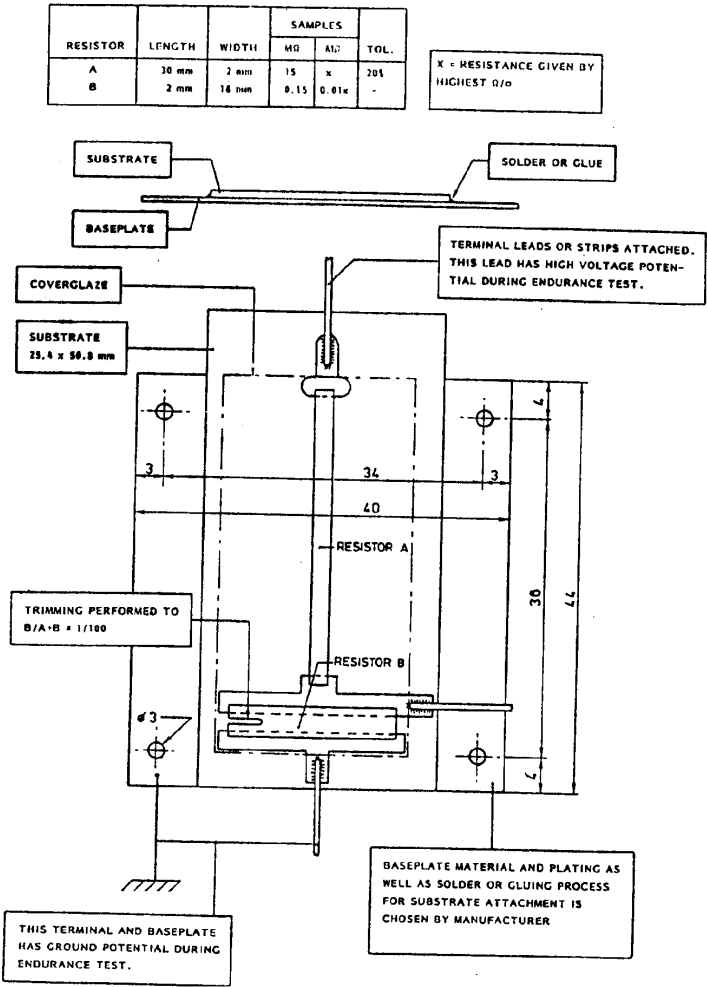 SAMPLES
RESISTOR LENGTH WIDTH MΩ MΩ TOL.
A 30 mm 2 mm 15 x 20%
B 2 mm 18 mm 0.15 0.01x -
X = RESISTANCE GIVEN BY
HIGHEST Ω/□
SUBSTRATE
SOLDER OR GLUE
BASEPLATE
TERMINAL LEADS OR STRIPS ATTACHED.
THIS LEAD HAS HIGH VOLTAGE POTEN-
TIAL DURING ENDURANCE TEST.
COVERGLAZE
SUBSTRATE
25.4 x 50.8 mm
4
3
34
3
40
RESISTOR A
36
44
TRIMMING PERFORMED TO
B/A+B = 1/100
RESISTOR B
ø 3
4
BASEPLATE MATERIAL AND PLATING AS
WELL AS SOLDER OR GLUING PROCESS
FOR SUBSTRATE ATTACHMENT IS
CHOSEN BY MANUFACTURER
THIS TERMINAL AND BASEPLATE
HAS GROUND POTENTIAL DURING
ENDURANCE TEST.